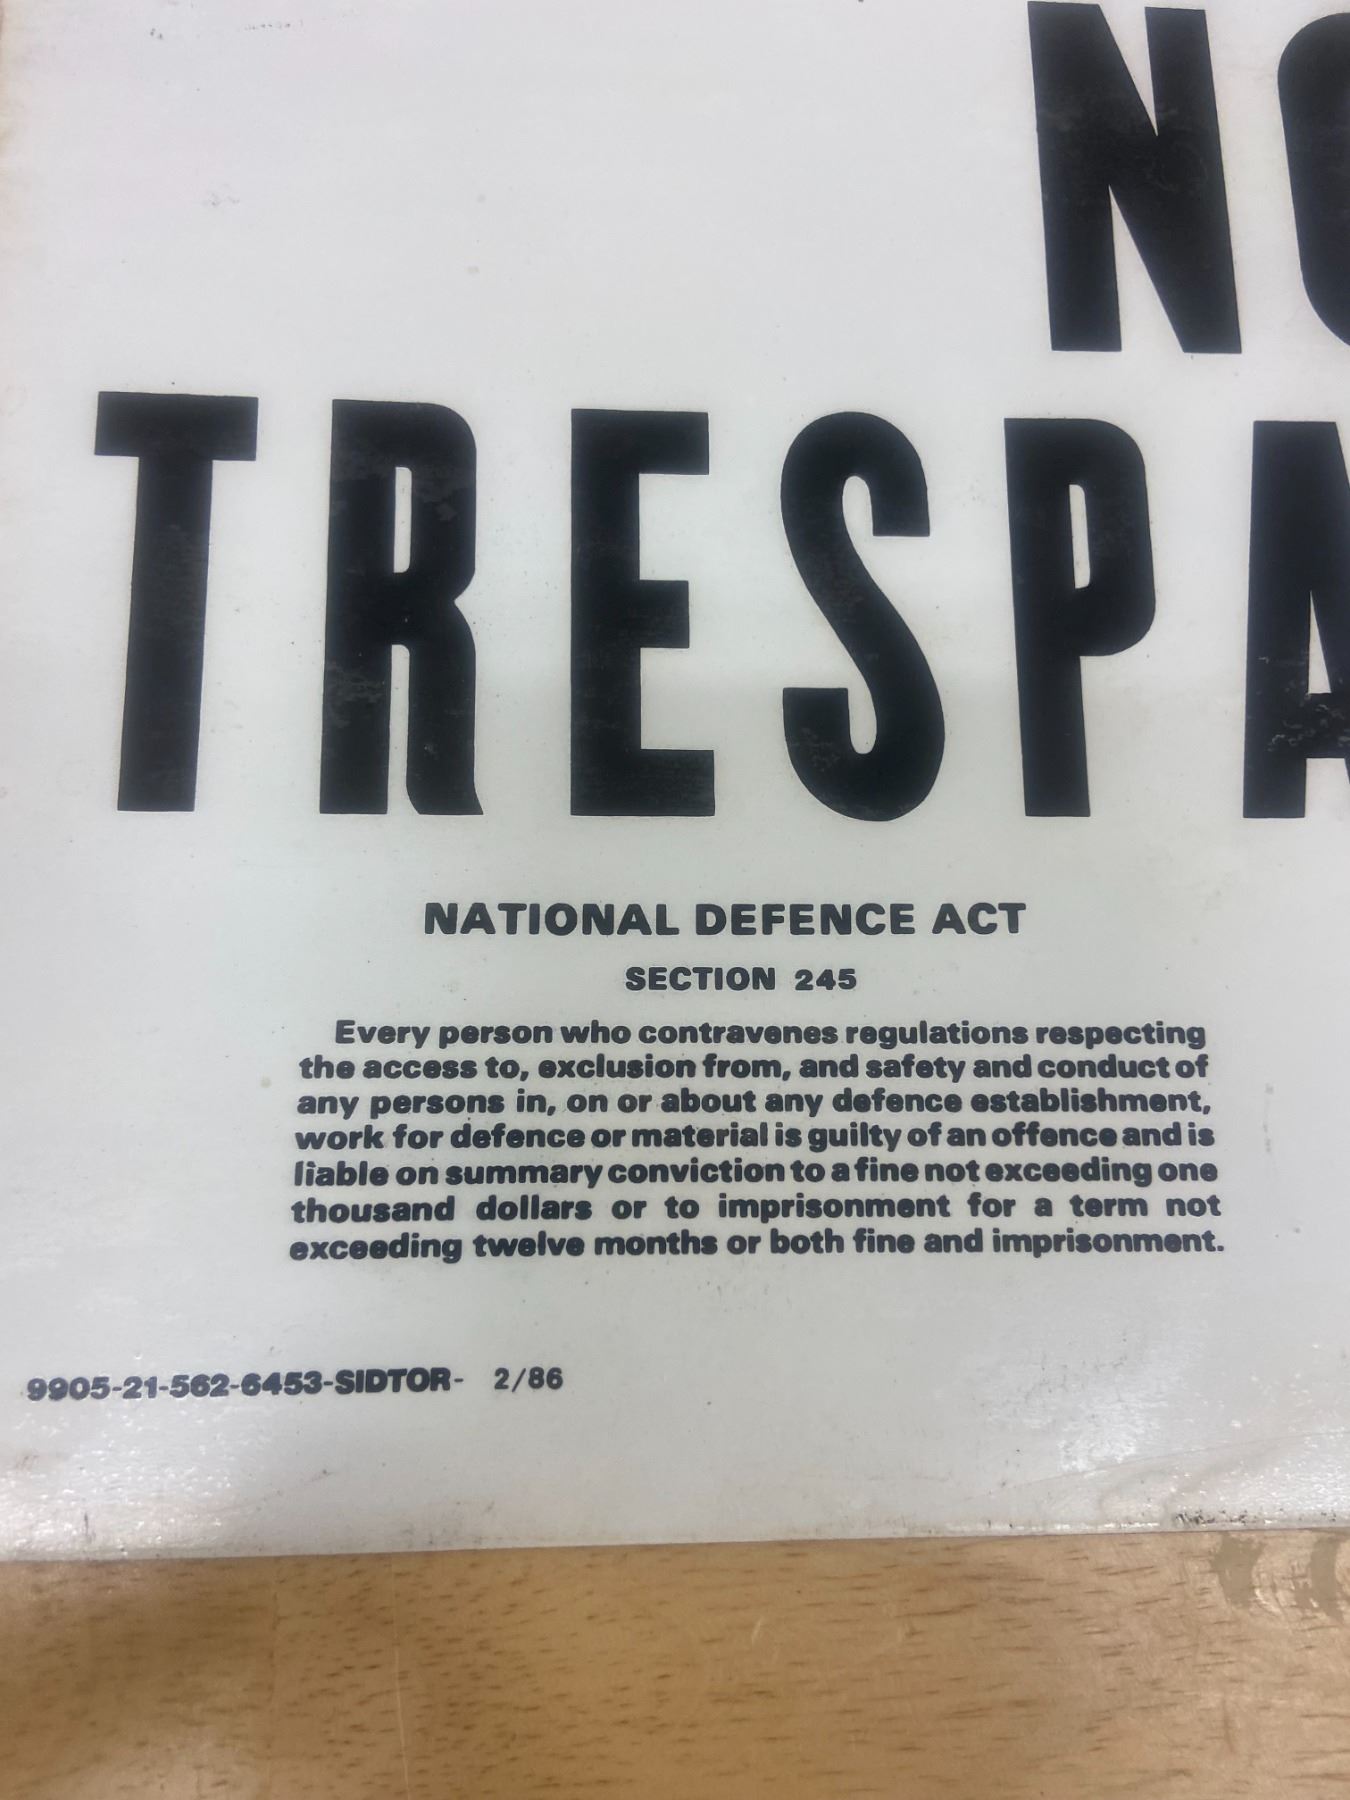 NO
TRESPA
NATIONAL DEFENCE ACT
SECTION 245
Every person who contravenes regulations respecting
the access to, exclusion from, and safety and conduct of
any persons in, on or about any defence establishment,
work for defence or material is guilty of an offence and is
liable on summary conviction to a fine not exceeding one
thousand dollars or to imprisonment for a term not
exceeding twelve months or both fine and imprisonment.
9905-21-562-6453-SIDTOR- 2/86